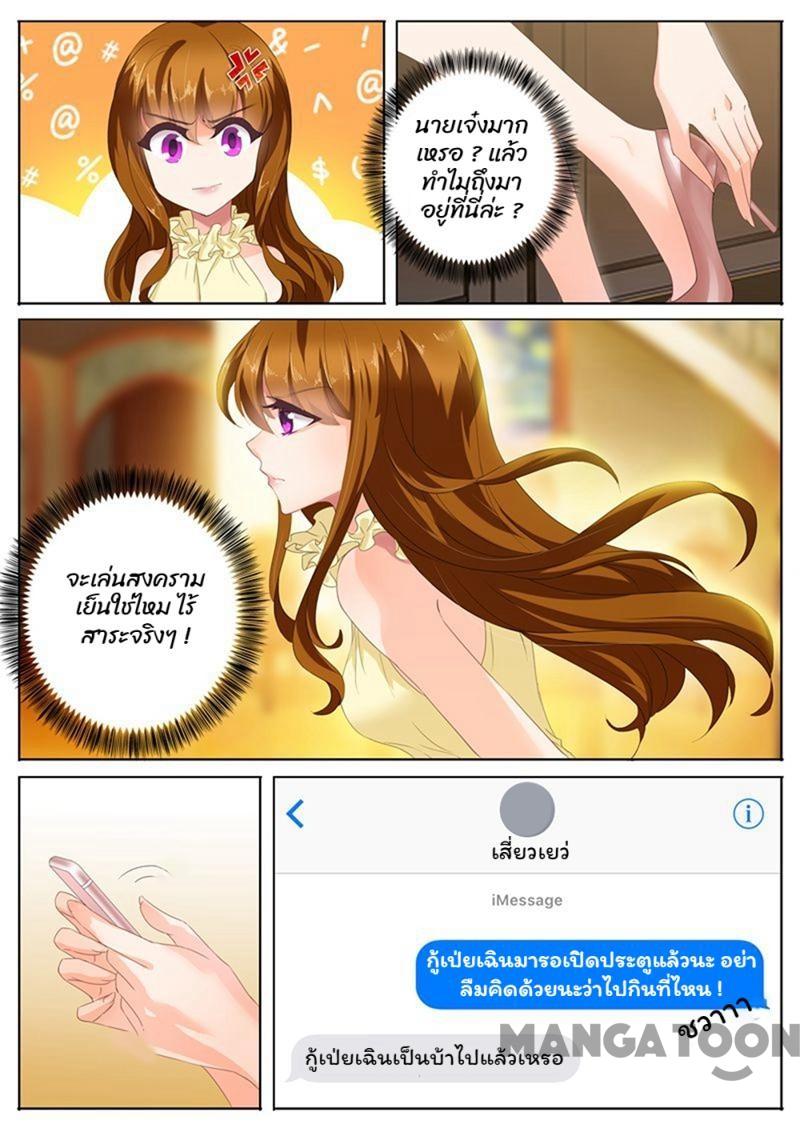 นายเจ๋งมาก
เหรอ ? แล้ว
ทำไมถึงมา
อยู่ที่นี่ล่ะ ?
จะเล่นสงคราม
เย็นใช่ไหม ไร้
สาระจริงๆ !
เสี่ยวเยว่
iMessage
กู้เป่ยเฉินมารอเปิดประตูแล้วนะ อย่า
ลืมคิดด้วยนะว่าไปกินที่ไหน !
ชวาาา
กู้เป่ยเฉินเป็นบ้าไปแล้วเหรอ
MANGATOON